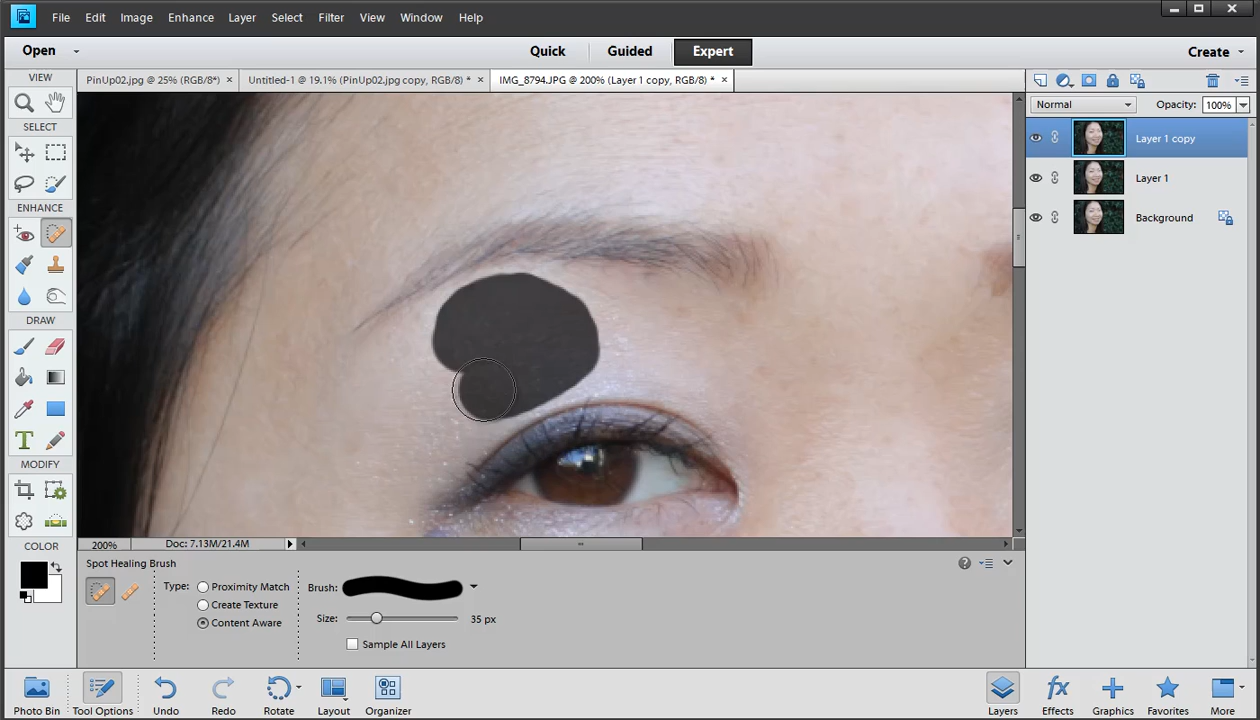 File Edit Image Enhance Layer Select Filter View Window Help
Open Quick Guided Expert Create
VIEW
PinUp02.jpg @ 25% (RGB/8*) × Untitled-1 @ 19.1% (PinUp02.jpg copy, RGB/8) * × IMG_8794.JPG @ 200% (Layer 1 copy, RGB/8) * ×
Normal Opacity: 100%
SELECT
Layer 1 copy
Layer 1
ENHANCE
Background
DRAW
T
MODIFY
COLOR
200% Doc: 7.13M/21.4M
Spot Healing Brush
Type: Proximity Match
Create Texture
Content Aware
Brush:
Size: 35 px
Sample All Layers
Photo Bin Tool Options Undo Redo Rotate Layout Organizer Layers fx Effects Graphics Favorites More